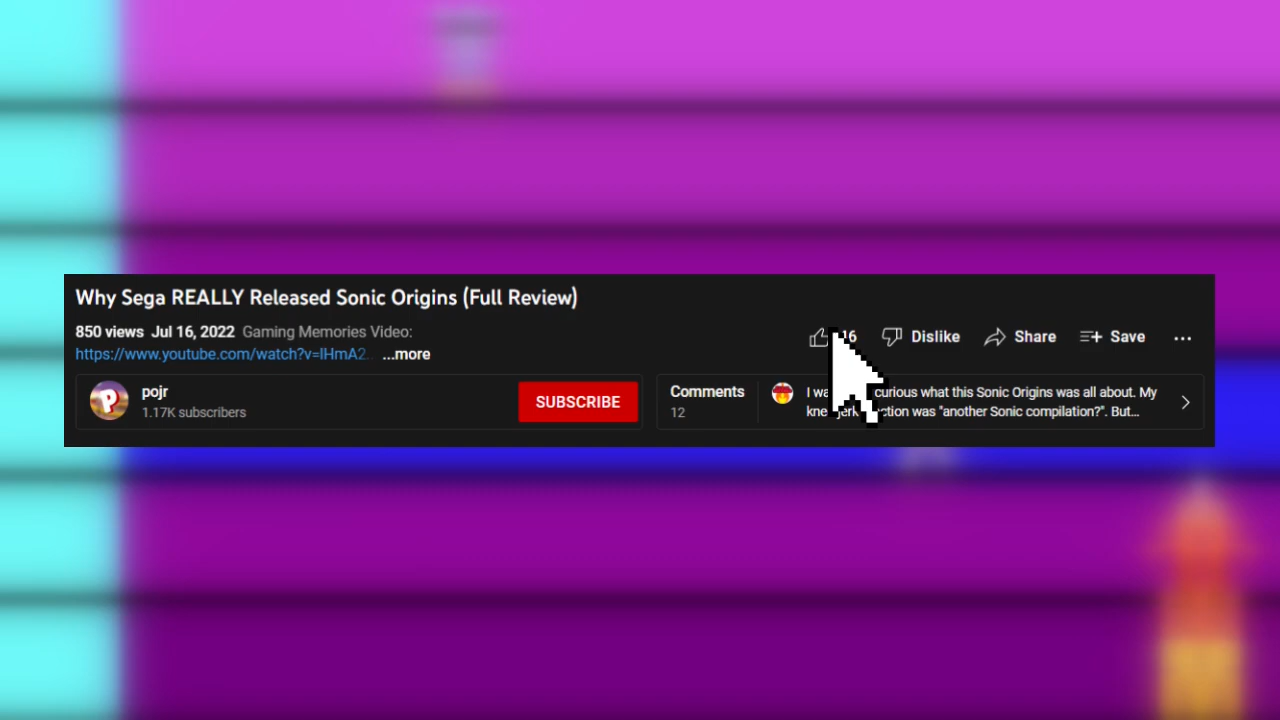 Why Sega REALLY Released Sonic Origins (Full Review)
850 views Jul 16, 2022 Gaming Memories Video:
https://www.youtube.com/watch?v=lHmA2... ...more
16 Dislike Share Save
pojr
1.17K subscribers
SUBSCRIBE
Comments
12
I curious what this Sonic Origins was all about. My
was "another Sonic compilation?". But...
P